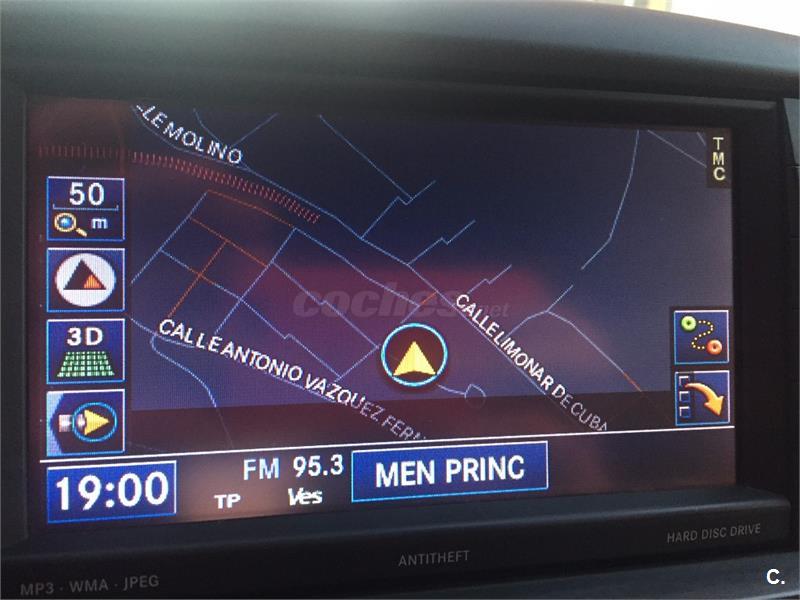 LE MOLINO
TMC
50
m
coches.net
3D
CALLE ANTONIO VAZQUEZ FERN
CALLE LIMONAR DE CUBA
19:00
FM 95.3
TP
Ves
MEN PRINC
HARD DISC DRIVE
ANTITHEFT
MP3 · WMA · JPEG
C.